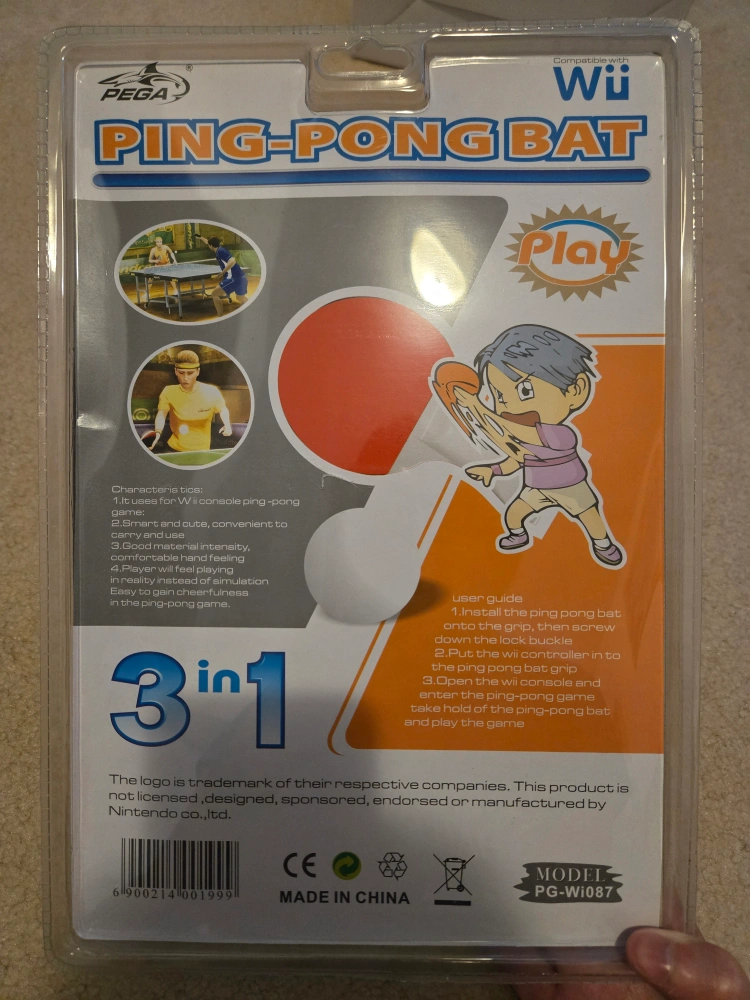 PEGA
®
Compatible with
Wii
PING-PONG BAT
Play
Characteristics:
1.It uses for Wii console ping-pong
game:
2.Smart and cute, convenient to
carry and use
3.Good material intensity,
comfortable hand feeling
4.Player will feel playing
in reality instead of simulation
Easy to gain cheerfulness
in the ping-pong game.
user guide
1.Install the ping pong bat
onto the grip, then screw
down the lock buckle
2.Put the wii controller in to
the ping pong bat grip
3.Open the wii console and
enter the ping-pong game
take hold of the ping-pong bat
and play the game
3 in 1
The logo is trademark of their respective companies. This product is
not licensed ,designed, sponsored, endorsed or manufactured by
Nintendo co.,ltd.
6 900214 001999
CE
MADE IN CHINA
MODEL
PG-Wi087